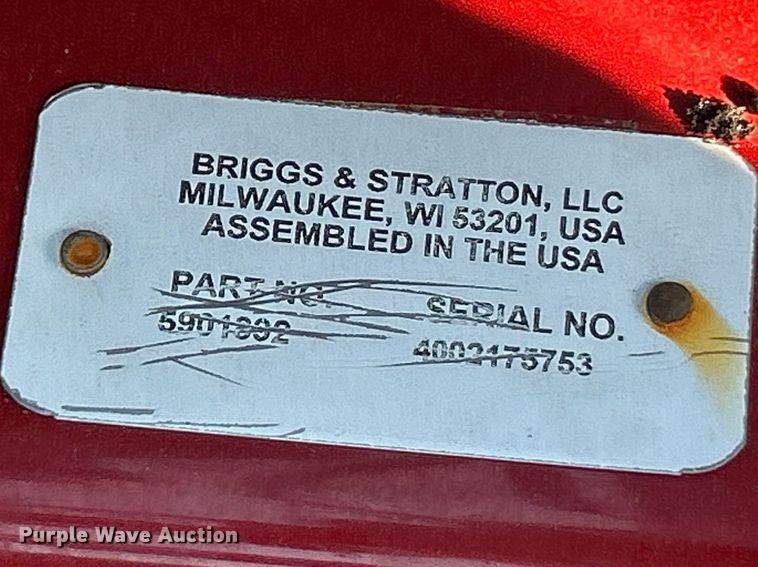 BRIGGS & STRATTON, LLC
MILWAUKEE, WI 53201, USA
ASSEMBLED IN THE USA
PART NO. SERIAL NO.
4002175753
Purple Wave Auction